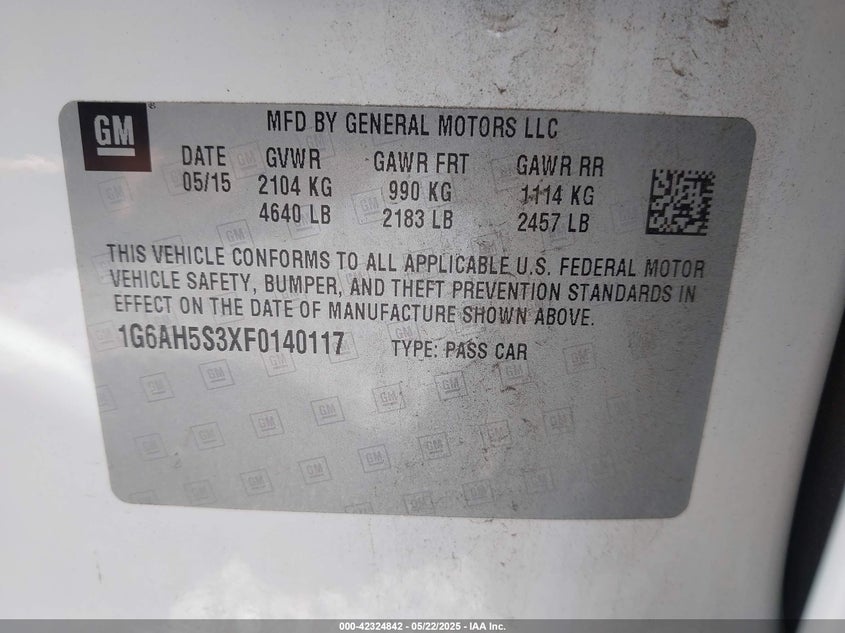 GM
MFD BY GENERAL MOTORS LLC
DATE GVWR GAWR FRT GAWR RR
05/15 2104 KG 990 KG 1114 KG
4640 LB 2183 LB 2457 LB
THIS VEHICLE CONFORMS TO ALL APPLICABLE U.S. FEDERAL MOTOR
VEHICLE SAFETY, BUMPER, AND THEFT PREVENTION STANDARDS IN
EFFECT ON THE DATE OF MANUFACTURE SHOWN ABOVE.
1G6AH5S3XF0140117 TYPE: PASS CAR
000-42324842 - 05/22/2025 - IAA Inc.